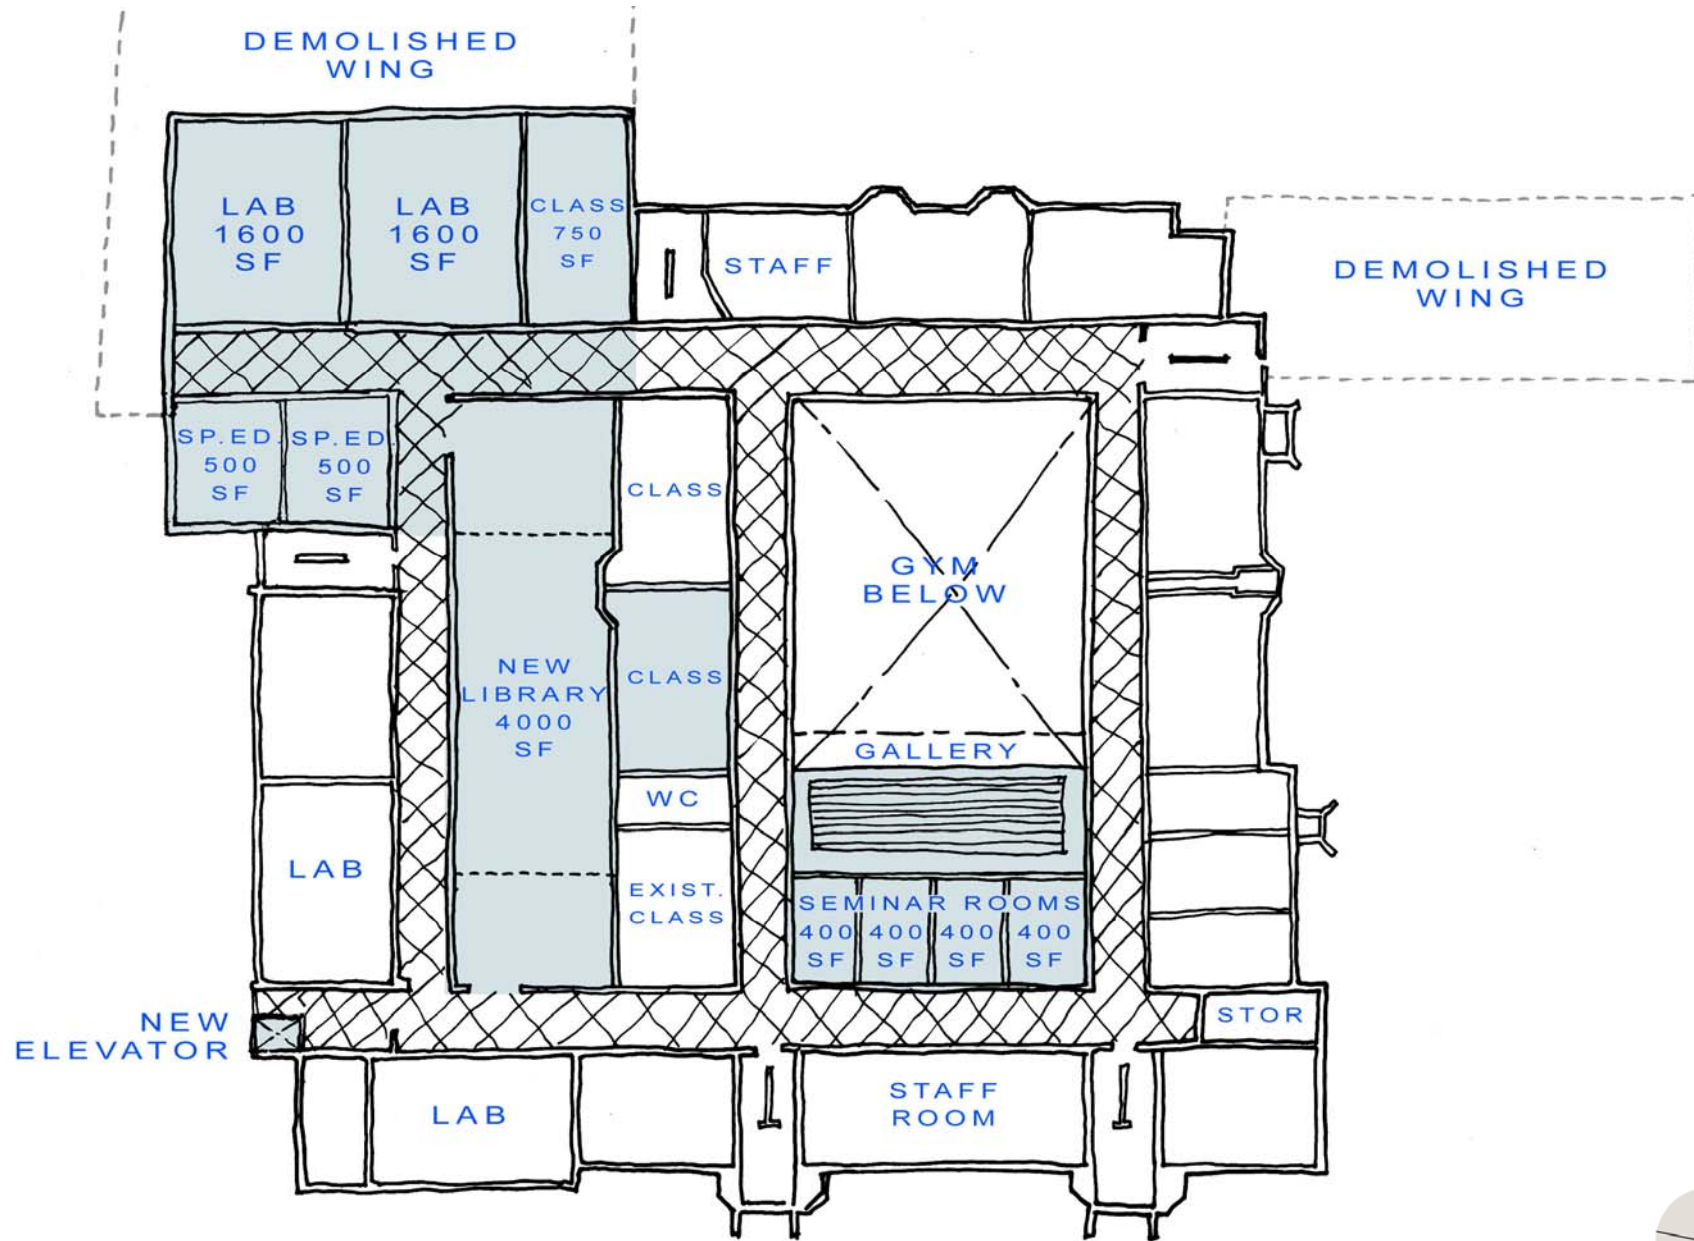 DEMOLISHED
WING
LAB
1600
SF
LAB
1600
SF
CLASS
750
SF
STAFF
DEMOLISHED
WING
SP.ED.
500
SF
SP.ED.
500
SF
CLASS
GYM
BELOW
NEW
LIBRARY
4000
SF
CLASS
GALLERY
WC
LAB
EXIST.
CLASS
SEMINAR ROOMS
400 400 400 400
SF SF SF SF
NEW
ELEVATOR
STOR
LAB
STAFF
ROOM